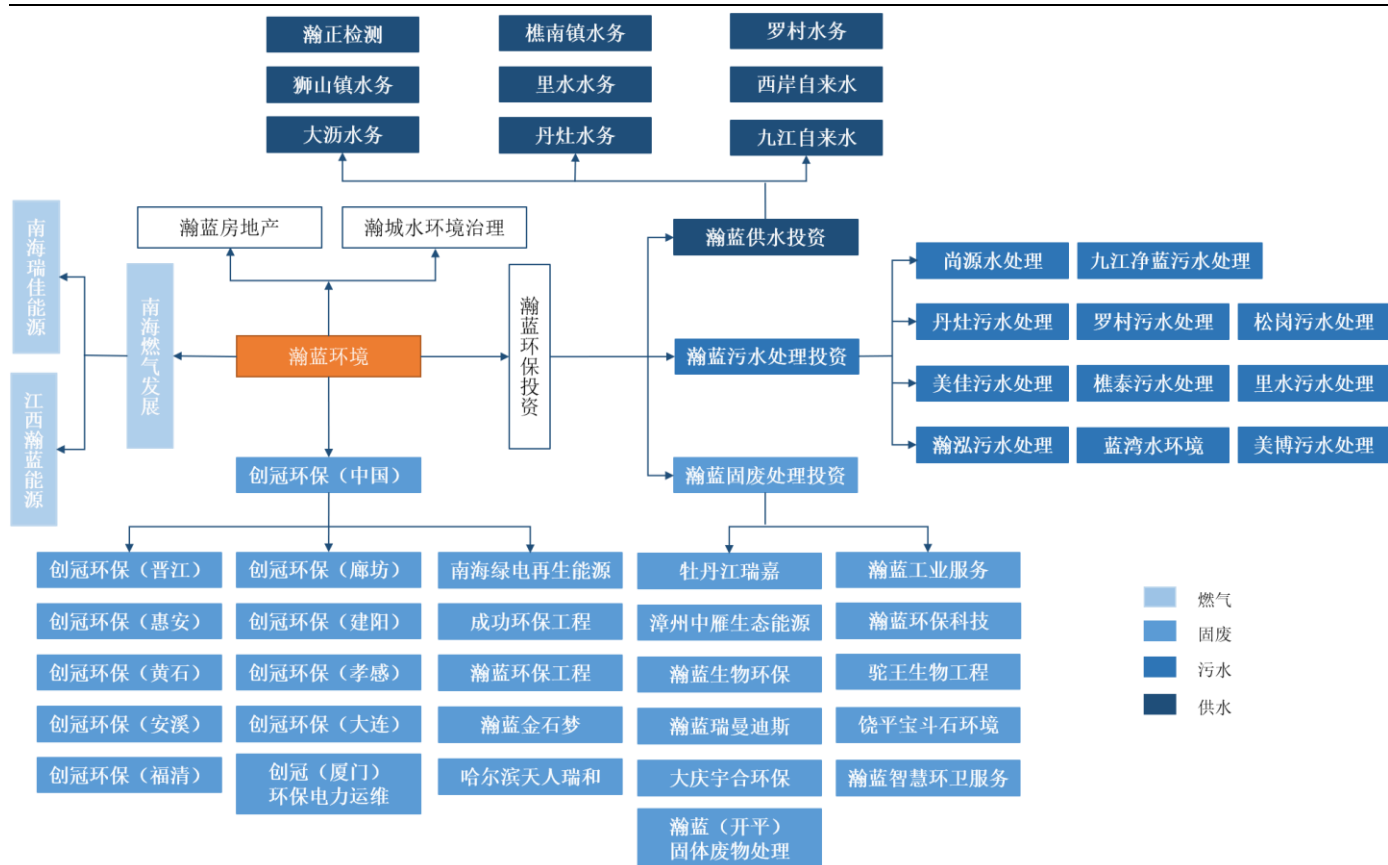 瀚正检测
樵南镇水务
罗村水务
狮山镇水务
里水水务
西岸自来水
大沥水务
丹灶水务
九江自来水
瀚蓝房地产
瀚城水环境治理
瀚蓝供水投资
南海瑞佳能源
南海燃气发展
江西瀚蓝能源
瀚蓝环境
瀚蓝环保投资
瀚蓝污水处理投资
尚源水处理
九江净蓝污水处理
丹灶污水处理
罗村污水处理
松岗污水处理
美佳污水处理
樵泰污水处理
里水污水处理
瀚泓污水处理
蓝湾水环境
美博污水处理
创冠环保（中国）
瀚蓝固废处理投资
创冠环保（晋江）
创冠环保（廊坊）
南海绿电再生能源
牡丹江瑞嘉
瀚蓝工业服务
创冠环保（惠安）
创冠环保（建阳）
成功环保工程
漳州中雁生态能源
瀚蓝环保科技
创冠环保（黄石）
创冠环保（孝感）
瀚蓝环保工程
瀚蓝生物环保
驼王生物工程
创冠环保（安溪）
创冠环保（大连）
瀚蓝金石梦
瀚蓝瑞曼迪斯
饶平宝斗石环境
创冠环保（福清）
创冠（厦门）
环保电力运维
哈尔滨天人瑞和
大庆宇合环保
瀚蓝智慧环卫服务
瀚蓝（开平）
固体废物处理
燃气
固废
污水
供水